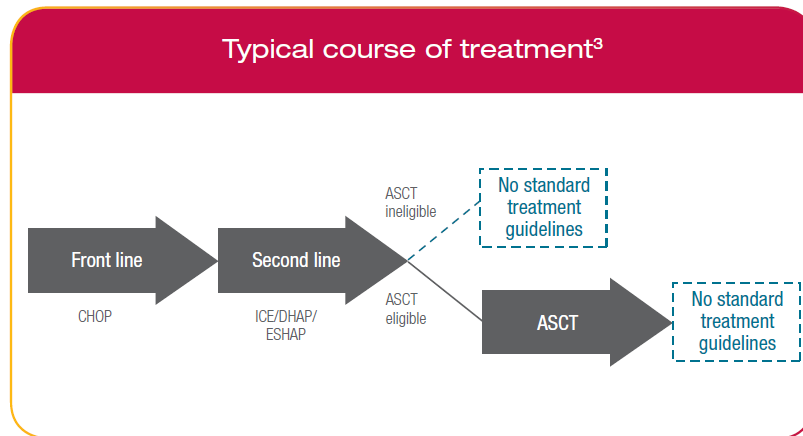 Typical course of treatment³
ASCT
ineligible
No standard
treatment
guidelines
Front line
Second line
CHOP
ICE/DHAP/
ESHAP
ASCT
eligible
ASCT
No standard
treatment
guidelines